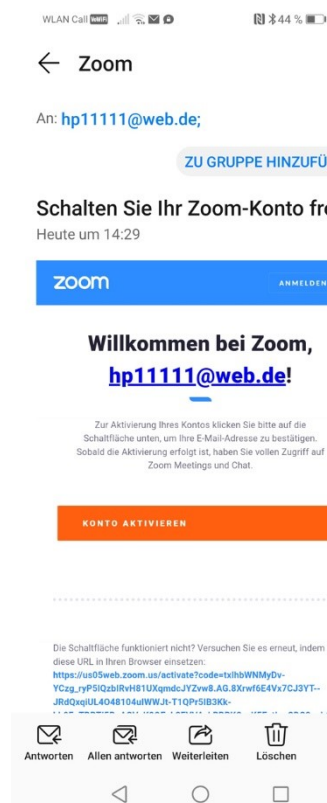 WLAN Call
44 %
Zoom
An: hp11111@web.de;
ZU GRUPPE HINZUFÜ
Schalten Sie Ihr Zoom-Konto fre
Heute um 14:29
zoom
ANMELDEN
Willkommen bei Zoom,
hp11111@web.de!
Zur Aktivierung Ihres Kontos klicken Sie bitte auf die
Schaltfläche unten, um Ihre E-Mail-Adresse zu bestätigen.
Sobald die Aktivierung erfolgt ist, haben Sie vollen Zugriff auf
Zoom Meetings und Chat.
KONTO AKTIVIEREN
Die Schaltfläche funktioniert nicht? Versuchen Sie es erneut, indem
diese URL in Ihren Browser einsetzen:
https://us05web.zoom.us/activate?code=txlhbWNMyDv-
YCzg_ryP5lQzblRvH81UXqmdcJYZvw8.AG.8Xrwf6E4Vx7CJ3YT--
JRdQxqiUL4O48104ulWWJt-T1QPr5lB3Kk-
Antworten
Allen antworten
Weiterleiten
Löschen